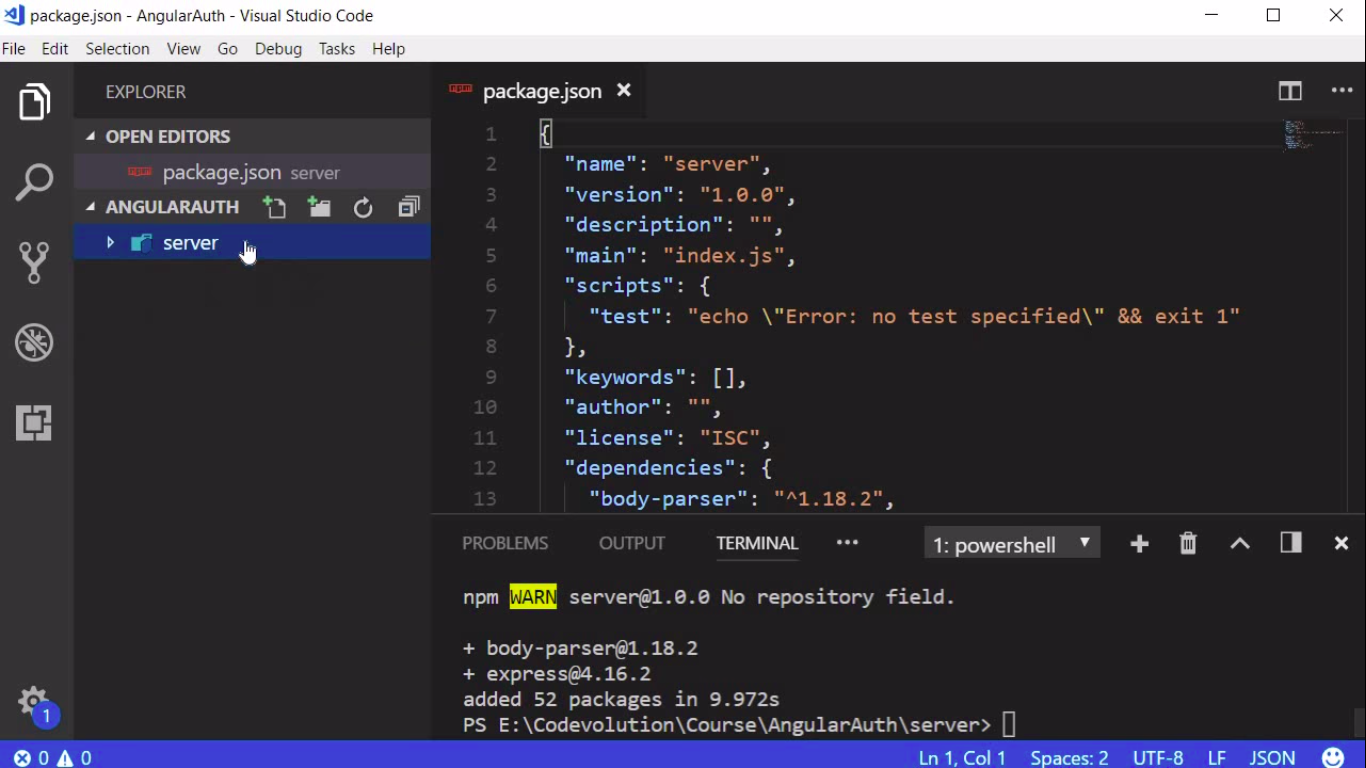 package.json - AngularAuth - Visual Studio Code
File Edit Selection View Go Debug Tasks Help
EXPLORER
OPEN EDITORS
package.json server
ANGULARAUTH
server
package.json
1 {
2 "name": "server",
3 "version": "1.0.0",
4 "description": "",
5 "main": "index.js",
6 "scripts": {
7 "test": "echo \"Error: no test specified\" && exit 1"
8 },
9 "keywords": [],
10 "author": "",
11 "license": "ISC",
12 "dependencies": {
13 "body-parser": "^1.18.2",
PROBLEMS OUTPUT TERMINAL ••• 1: powershell
npm WARN server@1.0.0 No repository field.
+ body-parser@1.18.2
+ express@4.16.2
added 52 packages in 9.972s
PS E:\Codevolution\Course\AngularAuth\server>
1
0 0 Ln 1, Col 1 Spaces: 2 UTF-8 LF JSON